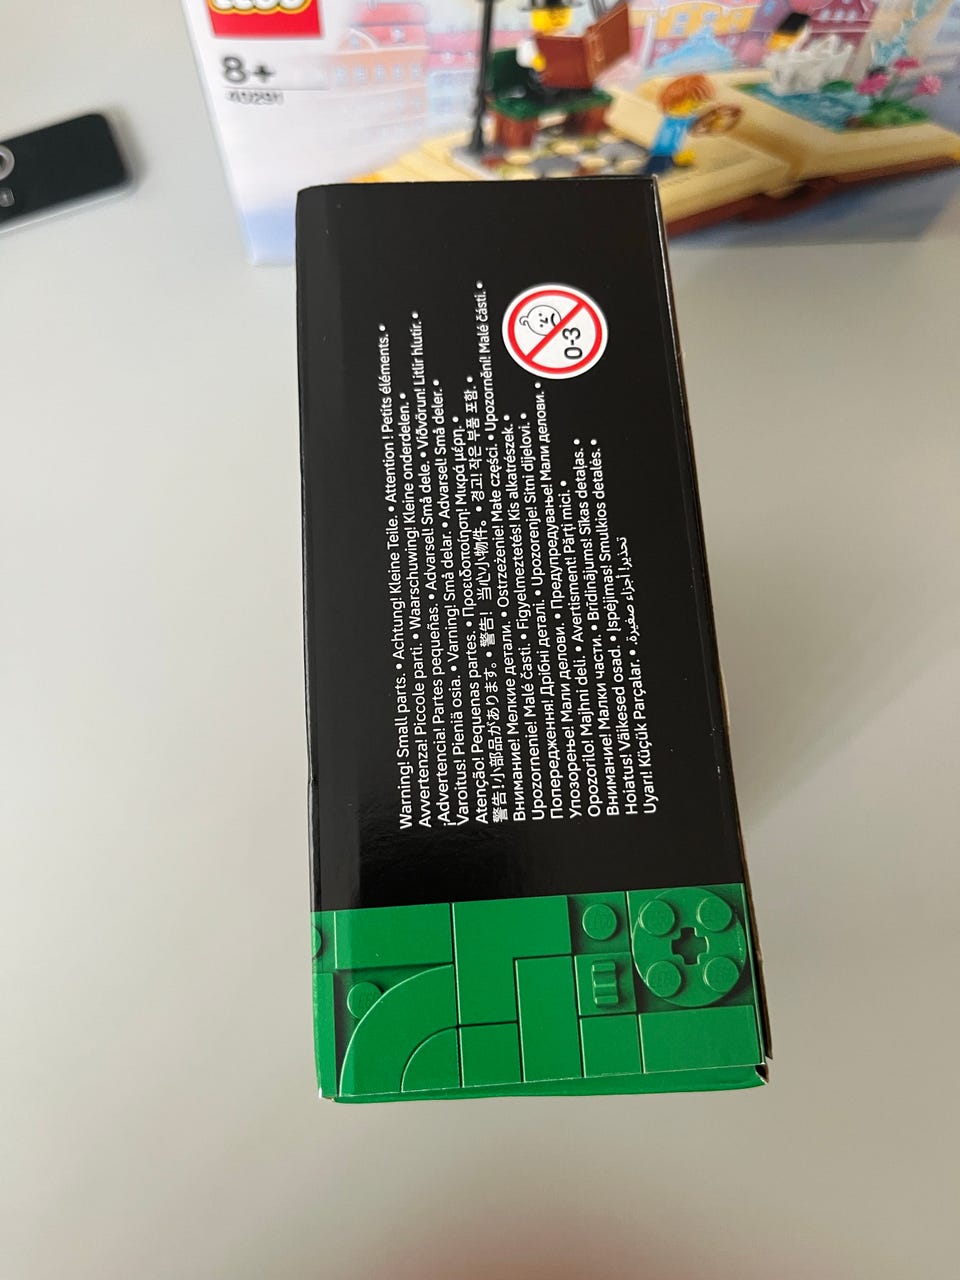 LEGO
8+
40291
Warning! Small parts. • Achtung! Kleine Teile. • Attention ! Petits éléments. •
Avvertenza! Piccole parti. • Waarschuwing! Kleine onderdelen. •
¡Advertencia! Partes pequeñas. • Advarsel! Små dele. • Viðvörun! Litlir hlutir. •
Varoitus! Pieniä osia. • Varning! Små delar. • Advarsel! Små deler. •
Atenção! Pequenas partes. • Προειδοποίηση! Μικρά μέρη. •
警告!小部品があります。• 警告! 当心小物件。 • 경고! 작은 부품 포함. •
Внимание! Мелкие детали. • Ostrzeżenie! Małe części. • Upozornění! Malé části. •
Upozornenie! Malé časti. • Figyelmeztetés! Kis alkatrészek. •
Попередження! Дрібні деталі. • Upozorenje! Sitni dijelovi. •
Упозорење! Мали делови. • Предупредување! Мали делови. •
Opozorilo! Majhni deli. • Avertisment! Părți mici. •
Внимание! Малки части. • Brīdinājums! Sīkas detaļas. •
Hoiatus! Väikesed osad. • Įspėjimas! Smulkios detalės. •
Uyarı! Küçük Parçalar. • تحذير! أجزاء صغيرة. •
0-3